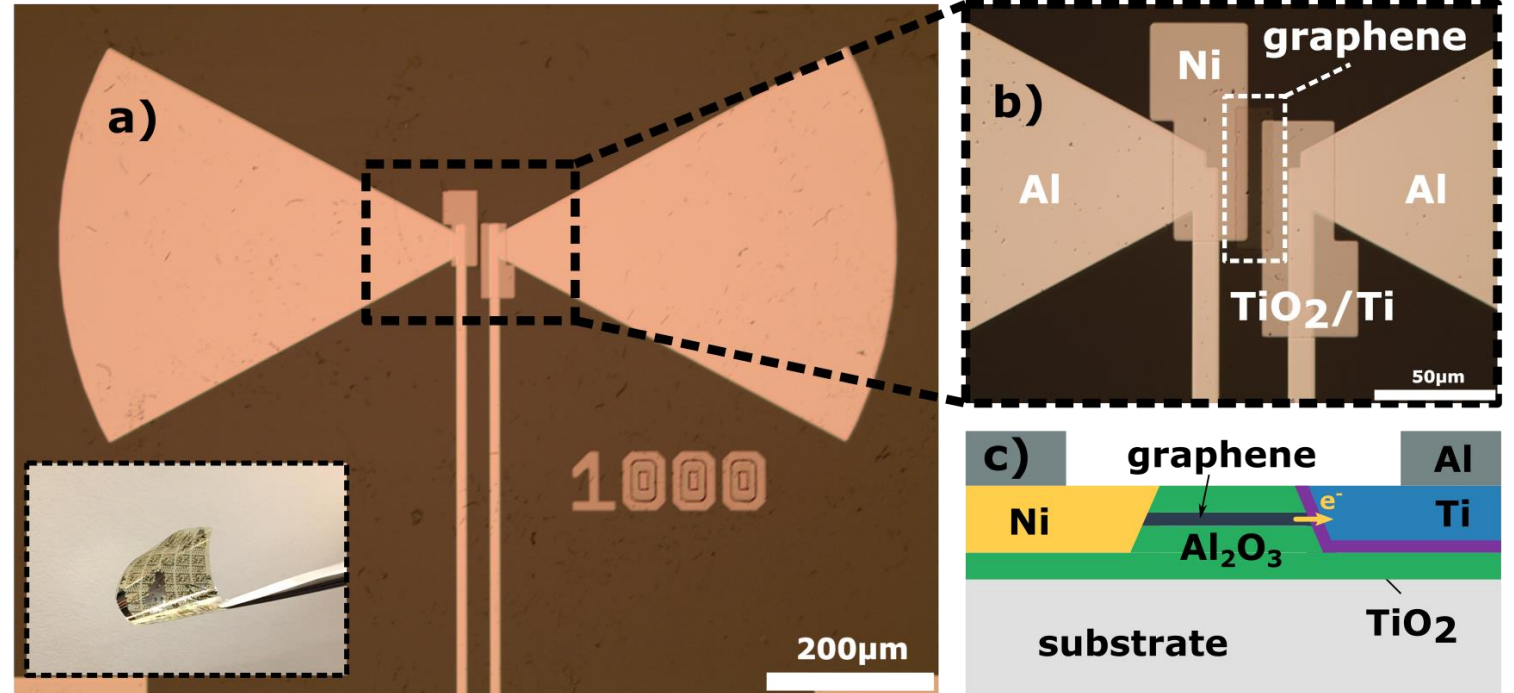 a)
1000
200μm
b)
Ni
graphene
Al
Al
TiO2/Ti
50μm
c)
graphene
Al
Ni
e-
Ti
Al2O3
TiO2
substrate